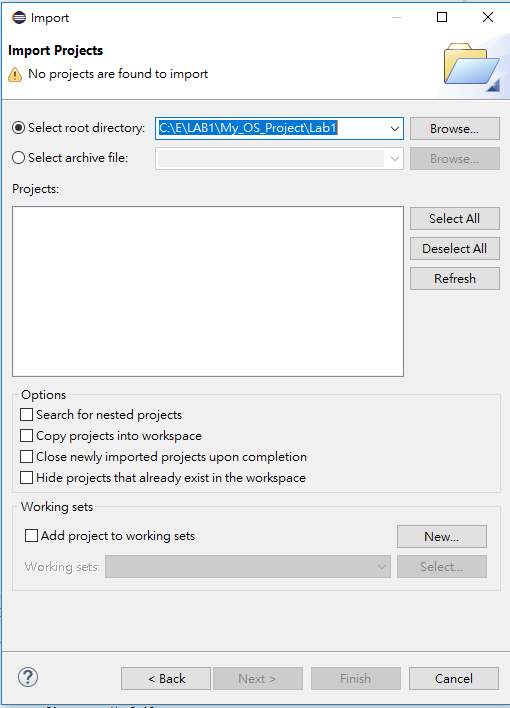 Import
Import Projects
No projects are found to import
Select root directory: C:\E\LAB1\My_OS_Project\Lab1 Browse...
Select archive file: Browse...
Projects:
Select All
Deselect All
Refresh
Options
Search for nested projects
Copy projects into workspace
Close newly imported projects upon completion
Hide projects that already exist in the workspace
Working sets
Add project to working sets New...
Working sets: Select...
? < Back Next > Finish Cancel